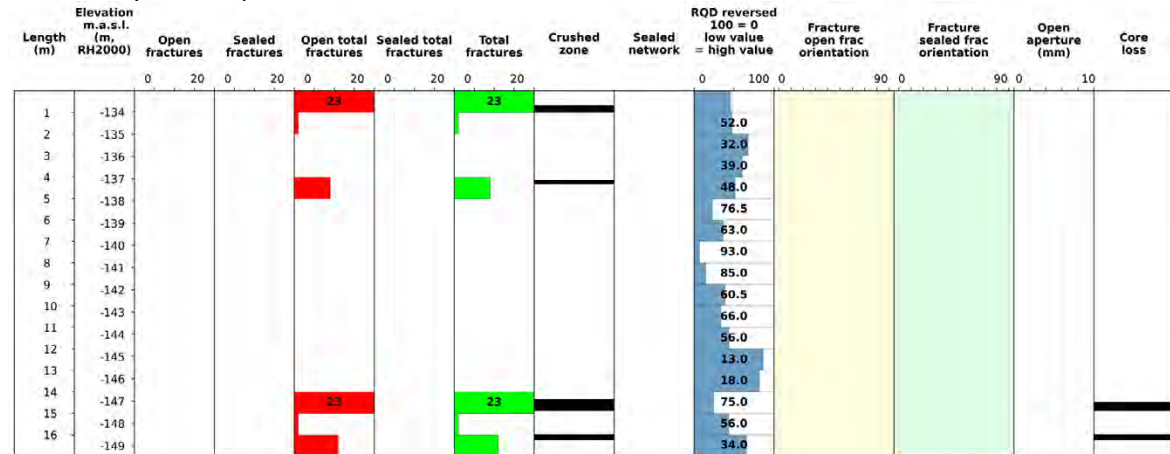 Length (m)
Elevation m.a.s.l. (m, RH2000)
Open fractures
Sealed fractures
Open total fractures
Sealed total fractures
Total fractures
Crushed zone
Sealed network
RQD reversed 100 = 0 low value = high value
Fracture open frac orientation
Fracture sealed frac orientation
Open aperture (mm)
Core loss
0 20 0 20 0 20 0 20 0 20 0 100 0 90 0 90 0 10
23 23
1 -134
52.0
2 -135
32.0
3 -136
39.0
4 -137
48.0
5 -138
76.5
6 -139
63.0
7 -140
93.0
8 -141
85.0
9 -142
60.5
10 -143
66.0
11 -144
56.0
12 -145
13.0
13 -146
18.0
14 -147
23 23 75.0
15 -148
56.0
16 -149
34.0